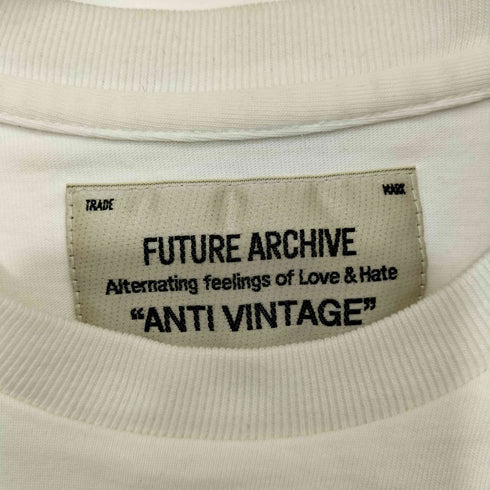 TRADE MARK
FUTURE ARCHIVE
Alternating feelings of Love & Hate
“ANTI VINTAGE”